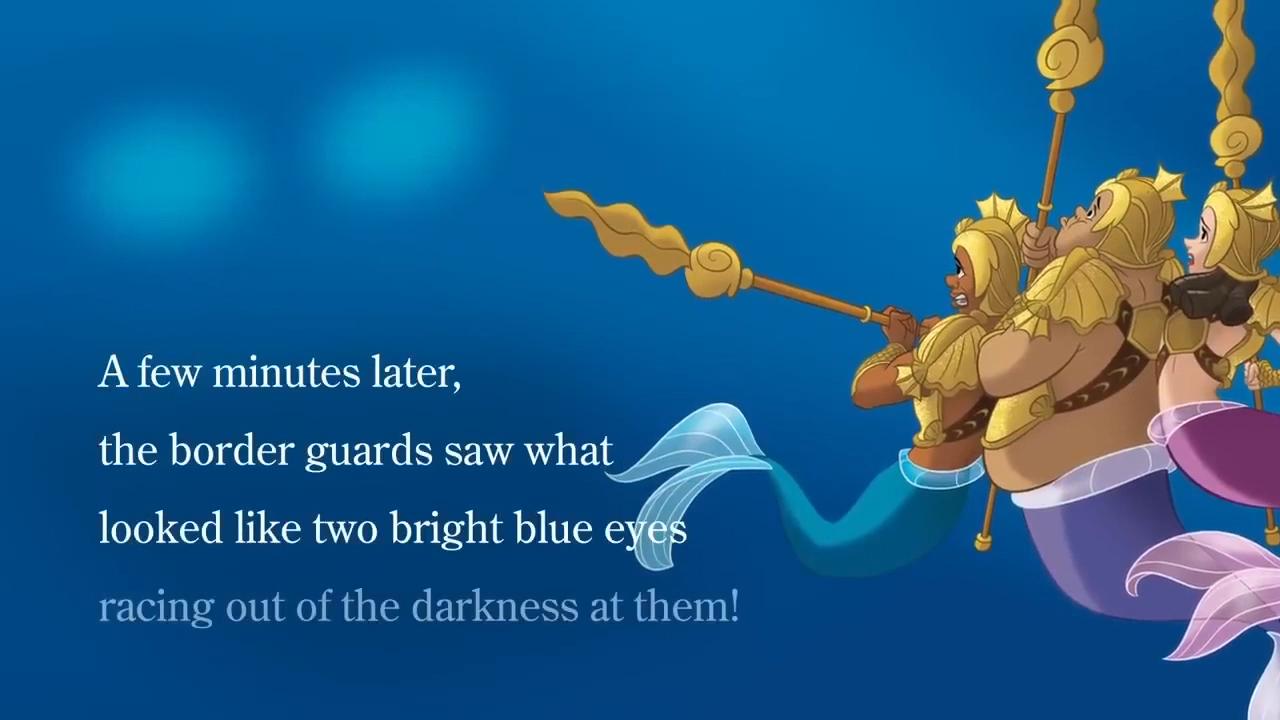 A few minutes later,
the border guards saw what
looked like two bright blue eyes
racing out of the darkness at them!